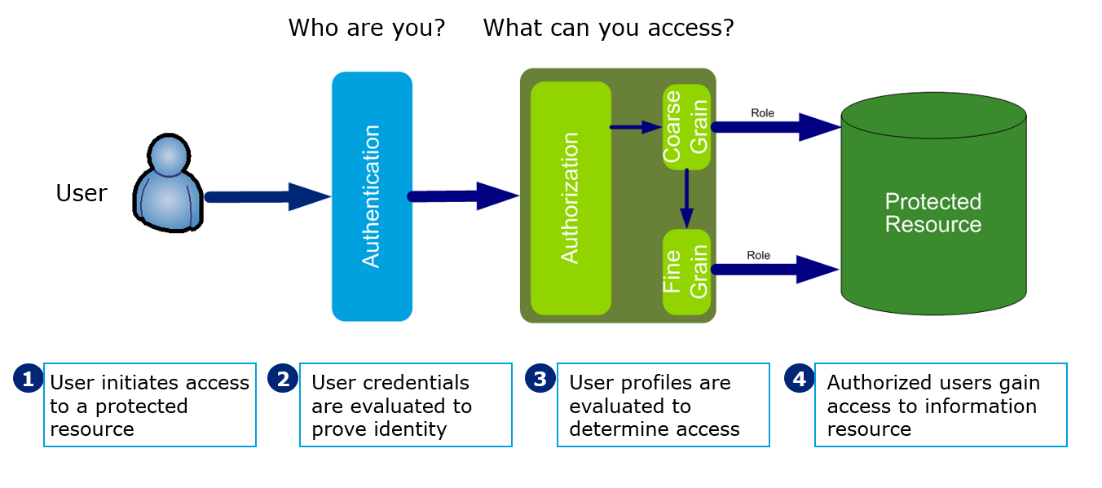 Who are you?
What can you access?
User
Authentication
Authorization
Coarse
Grain
Fine
Grain
Role
Role
Protected
Resource
1
User initiates access
to a protected
resource
2
User credentials
are evaluated to
prove identity
3
User profiles are
evaluated to
determine access
4
Authorized users gain
access to information
resource